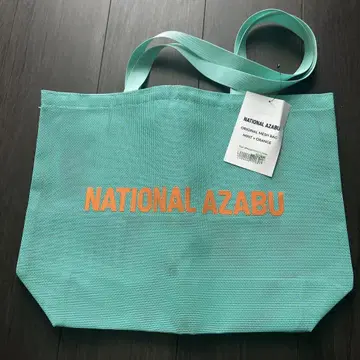 NATIONAL AZABU
ORIGINAL MESH BAG
MINT × ORANGE
NATIONAL AZABU